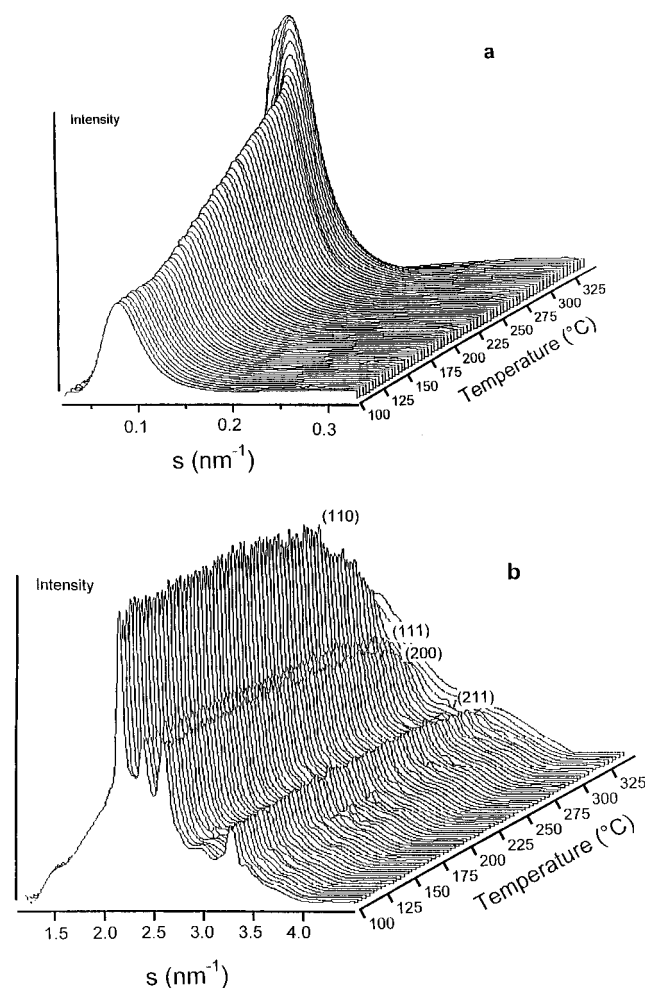 a
Intensity
0.1 0.2 0.3
s (nm⁻¹)
100 125 150 175 200 225 250 275 300 325
Temperature (°C)
b
Intensity
(110)
(111)
(200)
(211)
1.5 2.0 2.5 3.0 3.5 4.0
s (nm⁻¹)
100 125 150 175 200 225 250 275 300 325
Temperature (°C)